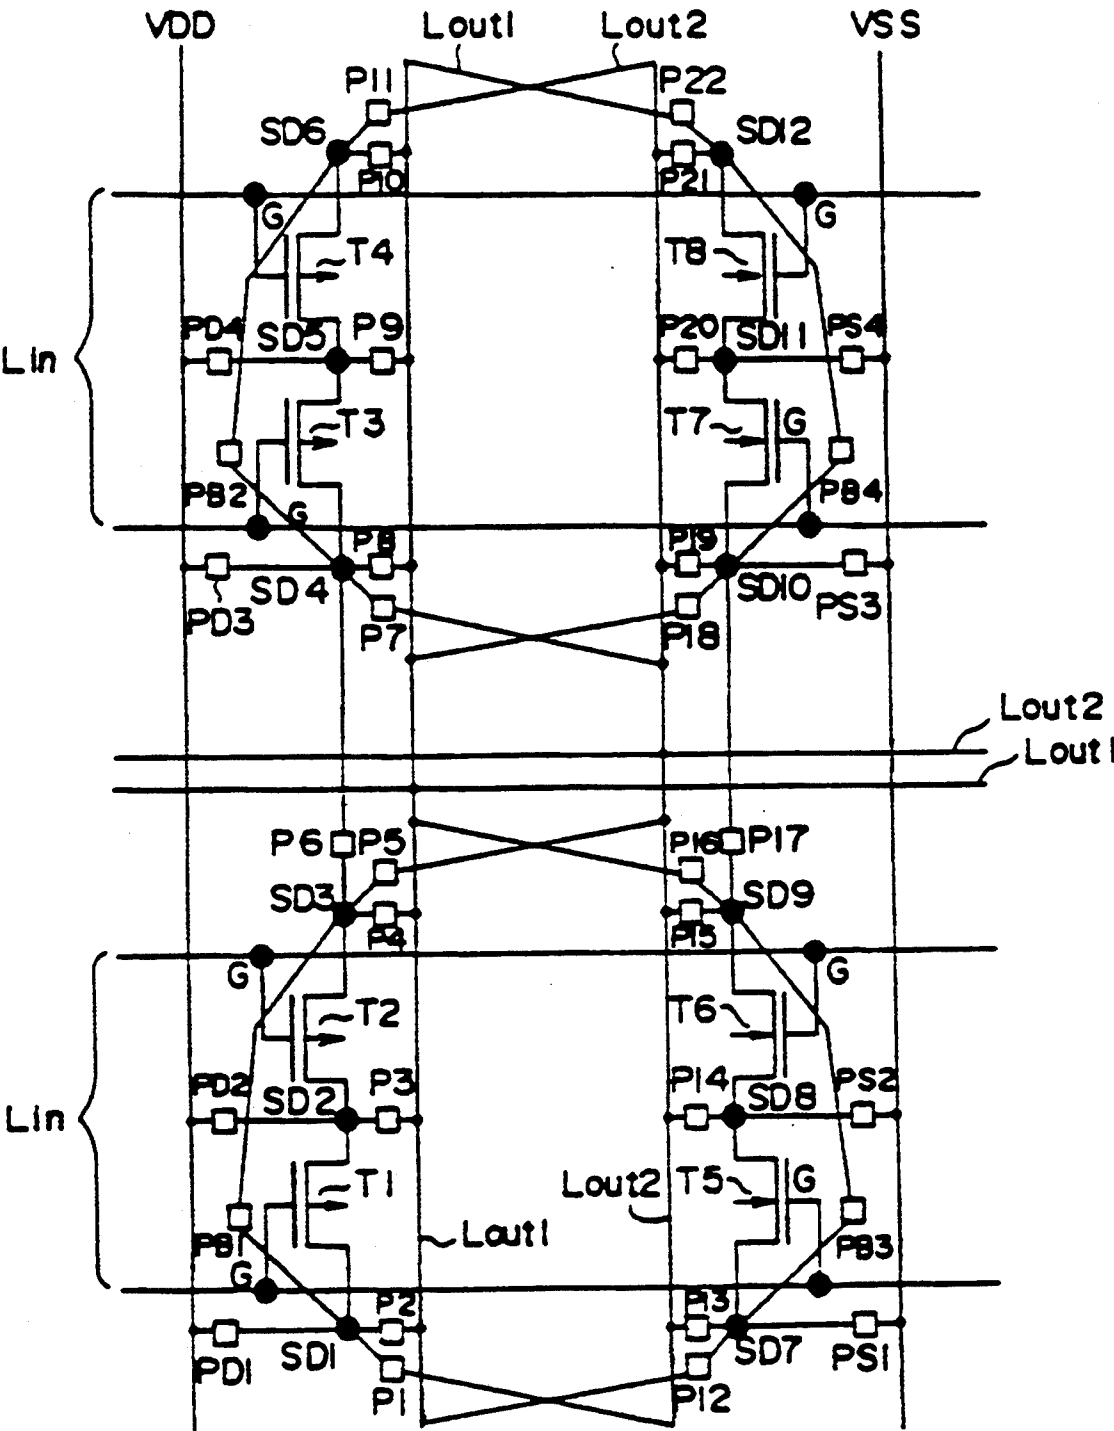 VDD Lout1 Lout2 VSS
P11 P22
SD6 SD12
P10 P21
G G
T4 T8
PD4 SD5 P9 P20 SD11 PS4
Lin
T3 T7 G
PB2 PB4
G P8 P19
SD4 SD10 PS3
PD3 P7 P18
Lout2
Lout1
P6 P5 P16 P17
SD3 SD9
P4 P15
G G
T2 T6
PD2 SD2 P3 P14 SD8 PS2
Lin
T1 Lout2 T5 G
PB1 Lout1 PB3
G P2 P13
PD1 SD1 SD7 PS1
P1 P12